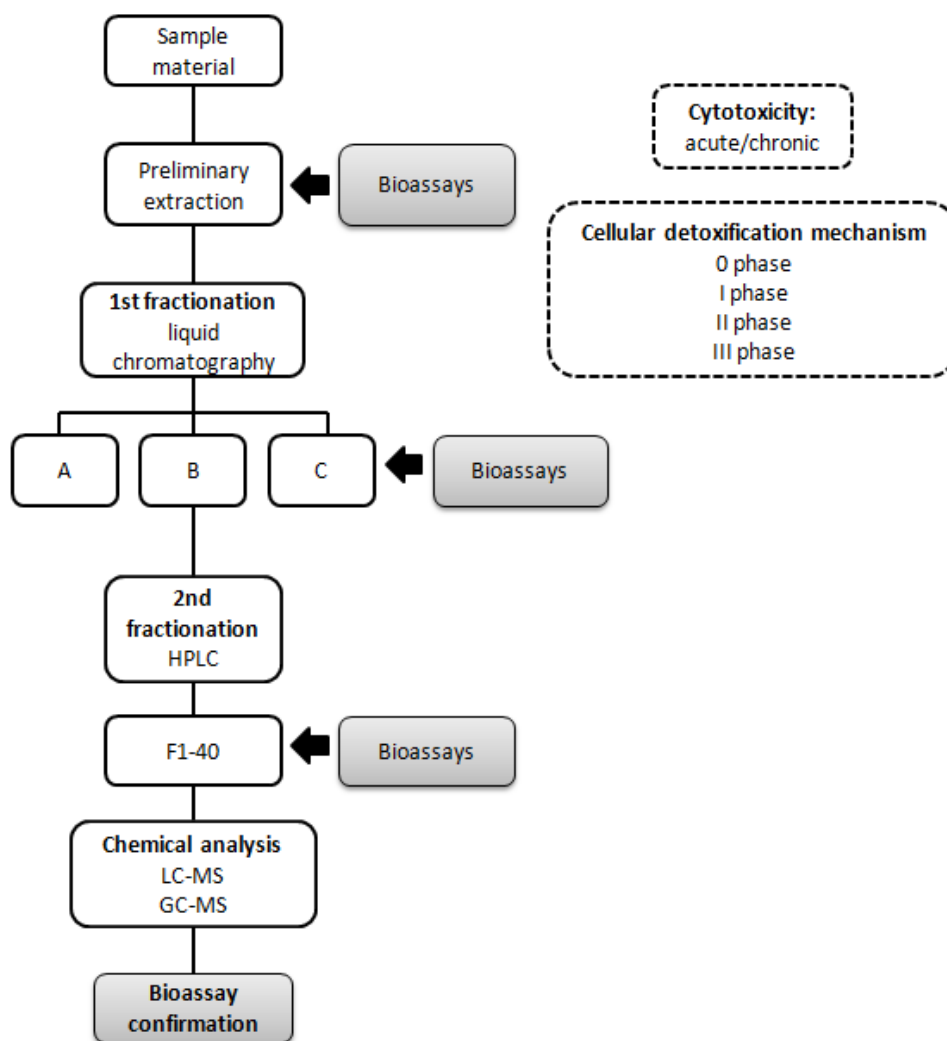 Sample
material
Preliminary
extraction
Bioassays
Cytotoxicity:
acute/chronic
Cellular detoxification mechanism
0 phase
I phase
II phase
III phase
1st fractionation
liquid
chromatography
A
B
C
Bioassays
2nd
fractionation
HPLC
F1-40
Bioassays
Chemical analysis
LC-MS
GC-MS
Bioassay
confirmation